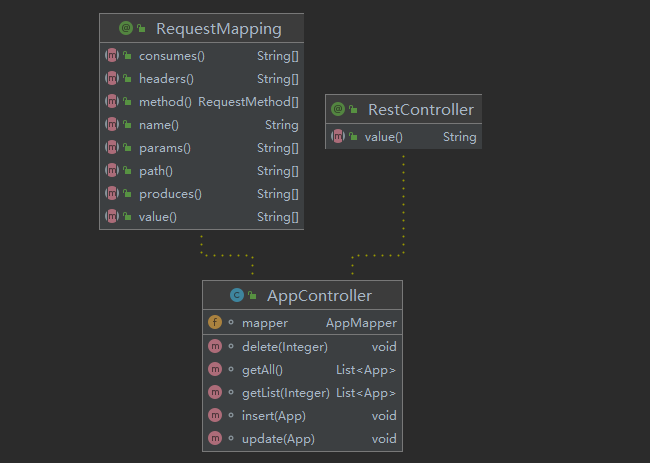 RequestMapping
consumes() String[]
headers() String[]
method() RequestMethod[]
name() String
params() String[]
path() String[]
produces() String[]
value() String[]
RestController
value() String
AppController
mapper AppMapper
delete(Integer) void
getAll() List<App>
getList(Integer) List<App>
insert(App) void
update(App) void